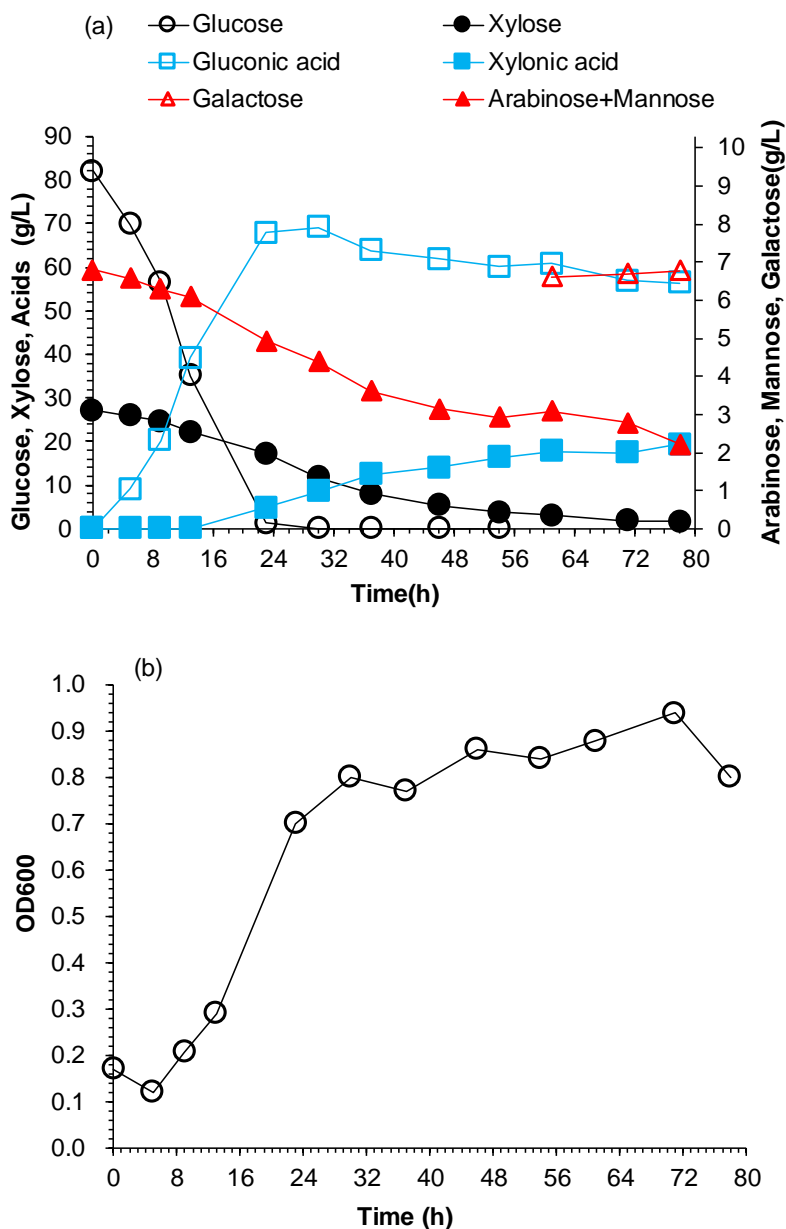 (a)
Glucose Xylose
Gluconic acid Xylonic acid
Galactose Arabinose+Mannose
Glucose, Xylose, Acids (g/L)
90
80
70
60
50
40
30
20
10
0
10
9
8
7
6
5
4
3
2
1
0
Arabinose, Mannose, Galactose(g/L)
0 8 16 24 32 40 48 56 64 72 80
Time(h)
(b)
OD600
1.0
0.9
0.8
0.7
0.6
0.5
0.4
0.3
0.2
0.1
0.0
0 8 16 24 32 40 48 56 64 72 80
Time (h)